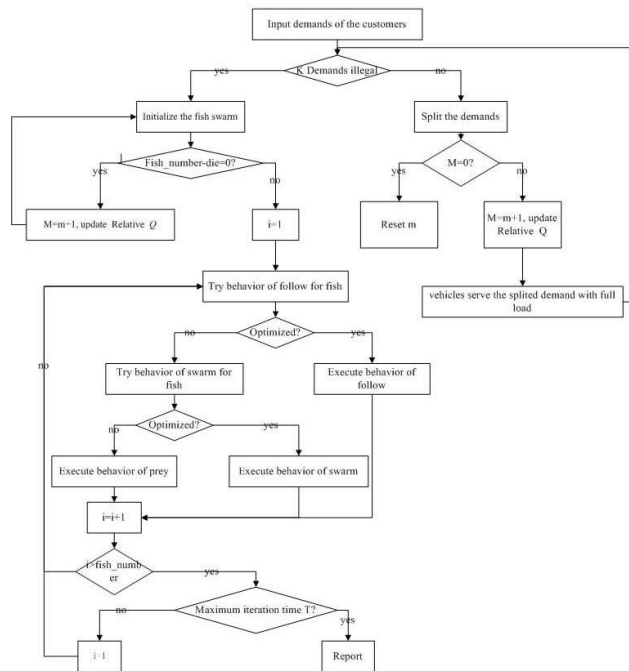 Input demands of the customers
K Demands illegal
yes
no
Initialize the fish swarm
Split the demands
Fish_number-die=0?
M=0?
yes
no
yes
no
M=m+1, update Relative Q
i=1
Reset m
M=m+1, update
Relative Q
Try behavior of follow for fish
vehicles serve the splited demand with full
load
Optimized?
no
no
yes
Try behavior of swarm for
fish
Execute behavior of
follow
Optimized?
no
yes
Execute behavior of prey
Execute behavior of swarm
i=i+1
i>fish_numb
er
yes
Maximum iteration time T?
no
yes
i=1
Report